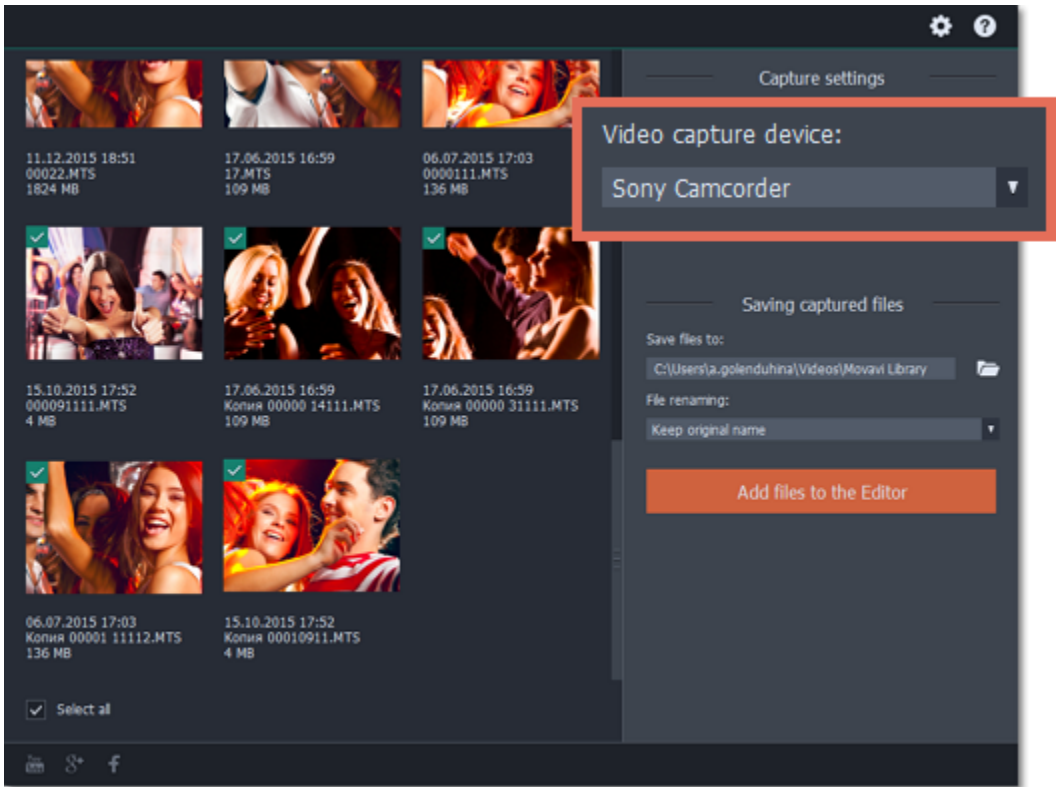 Capture settings
Video capture device:
Sony Camcorder
11.12.2015 18:51
00022.MTS
1824 MB
17.06.2015 16:59
17.MTS
109 MB
06.07.2015 17:03
0000111.MTS
136 MB
15.10.2015 17:52
000091111.MTS
4 MB
17.06.2015 16:59
Копия 00000 14111.MTS
109 MB
17.06.2015 16:59
Копия 00000 31111.MTS
109 MB
Saving captured files
Save files to:
C:\Users\a.golenduhina\Videos\Movavi Library
File renaming:
Keep original name
Add files to the Editor
06.07.2015 17:03
Копия 00001 11112.MTS
136 MB
15.10.2015 17:52
Копия 00010911.MTS
4 MB
Select all